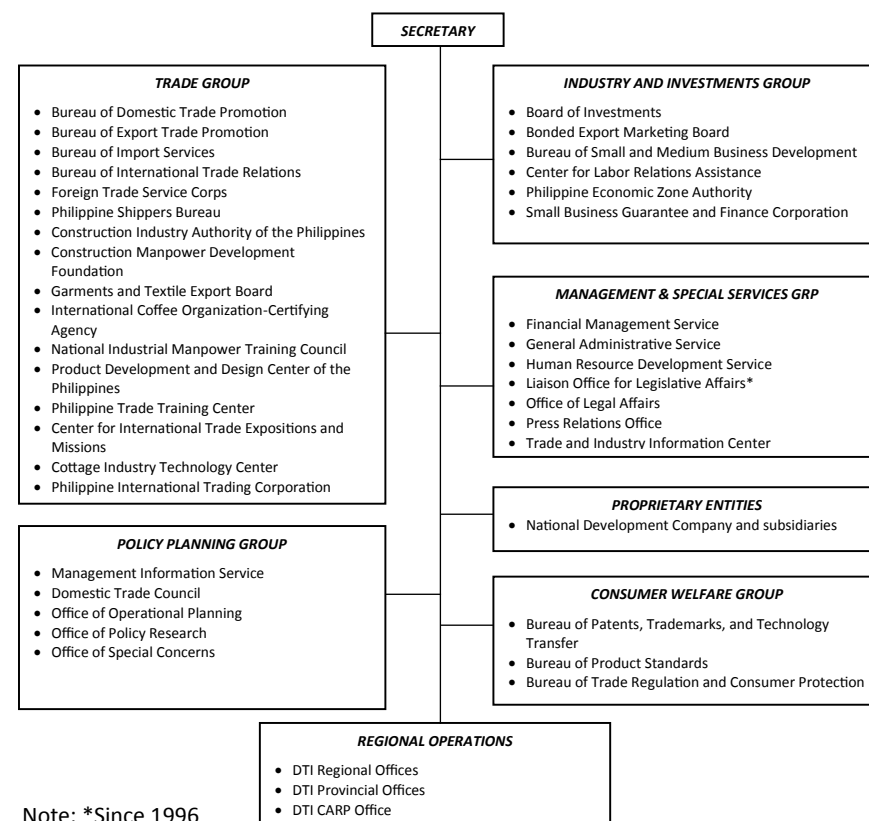 SECRETARY
TRADE GROUP
• Bureau of Domestic Trade Promotion
• Bureau of Export Trade Promotion
• Bureau of Import Services
• Bureau of International Trade Relations
• Foreign Trade Service Corps
• Philippine Shippers Bureau
• Construction Industry Authority of the Philippines
• Construction Manpower Development
Foundation
• Garments and Textile Export Board
• International Coffee Organization-Certifying
Agency
• National Industrial Manpower Training Council
• Product Development and Design Center of the
Philippines
• Philippine Trade Training Center
• Center for International Trade Expositions and
Missions
• Cottage Industry Technology Center
• Philippine International Trading Corporation
INDUSTRY AND INVESTMENTS GROUP
• Board of Investments
• Bonded Export Marketing Board
• Bureau of Small and Medium Business Development
• Center for Labor Relations Assistance
• Philippine Economic Zone Authority
• Small Business Guarantee and Finance Corporation
MANAGEMENT & SPECIAL SERVICES GRP
• Financial Management Service
• General Administrative Service
• Human Resource Development Service
• Liaison Office for Legislative Affairs*
• Office of Legal Affairs
• Press Relations Office
• Trade and Industry Information Center
PROPRIETARY ENTITIES
• National Development Company and subsidiaries
POLICY PLANNING GROUP
• Management Information Service
• Domestic Trade Council
• Office of Operational Planning
• Office of Policy Research
• Office of Special Concerns
CONSUMER WELFARE GROUP
• Bureau of Patents, Trademarks, and Technology
Transfer
• Bureau of Product Standards
• Bureau of Trade Regulation and Consumer Protection
REGIONAL OPERATIONS
• DTI Regional Offices
• DTI Provincial Offices
• DTI CARP Office
Note: *Since 1996